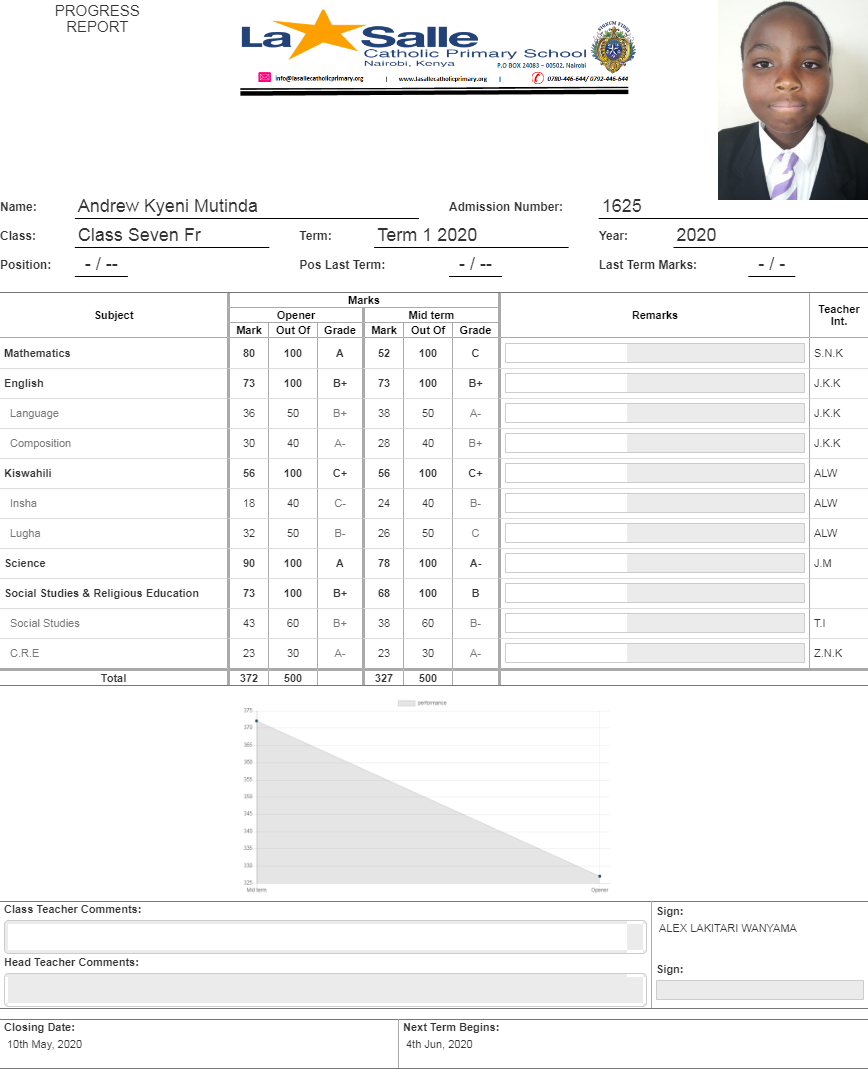 PROGRESS
REPORT
La Salle
Catholic Primary School
Nairobi, Kenya
P.O BOX 24083 – 00502, Nairobi
info@lasallecatholicprimary.org | www.lasallecatholicprimary.org | 0780-446-644/ 0792-446-644
Name: Andrew Kyeni Mutinda Admission Number: 1625
Class: Class Seven Fr Term: Term 1 2020 Year: 2020
Position: - / -- Pos Last Term: - / -- Last Term Marks: - / -
Subject Marks Remarks Teacher Int.
Opener Mid term
Mark Out Of Grade Mark Out Of Grade
Mathematics 80 100 A 52 100 C S.N.K
English 73 100 B+ 73 100 B+ J.K.K
Language 36 50 B+ 38 50 A- J.K.K
Composition 30 40 A- 28 40 B+ J.K.K
Kiswahili 56 100 C+ 56 100 C+ ALW
Insha 18 40 C- 24 40 B- ALW
Lugha 32 50 B- 26 50 C ALW
Science 90 100 A 78 100 A- J.M
Social Studies & Religious Education 73 100 B+ 68 100 B
Social Studies 43 60 B+ 38 60 B- T.I
C.R.E 23 30 A- 23 30 A- Z.N.K
Total 372 500 327 500
performance
375
370
365
360
355
350
345
340
335
330
325
Mid term Opener
Class Teacher Comments: Sign:
ALEX LAKITARI WANYAMA
Head Teacher Comments: Sign:
Closing Date: Next Term Begins:
10th May, 2020 4th Jun, 2020